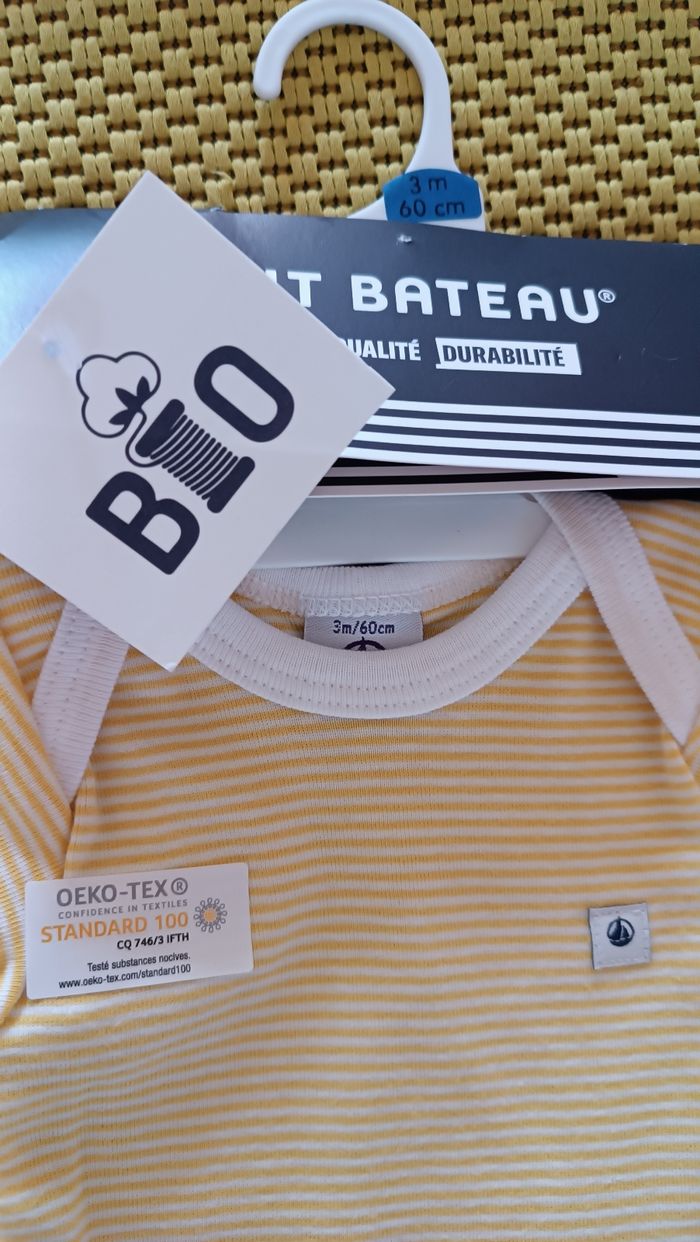 3 m
60 cm
IT BATEAU®
UALITÉ DURABILITÉ
BIO
3m/60cm
OEKO-TEX®
CONFIDENCE IN TEXTILES
STANDARD 100
CQ 746/3 IFTH
Testé substances nocives.
www.oeko-tex.com/standard100